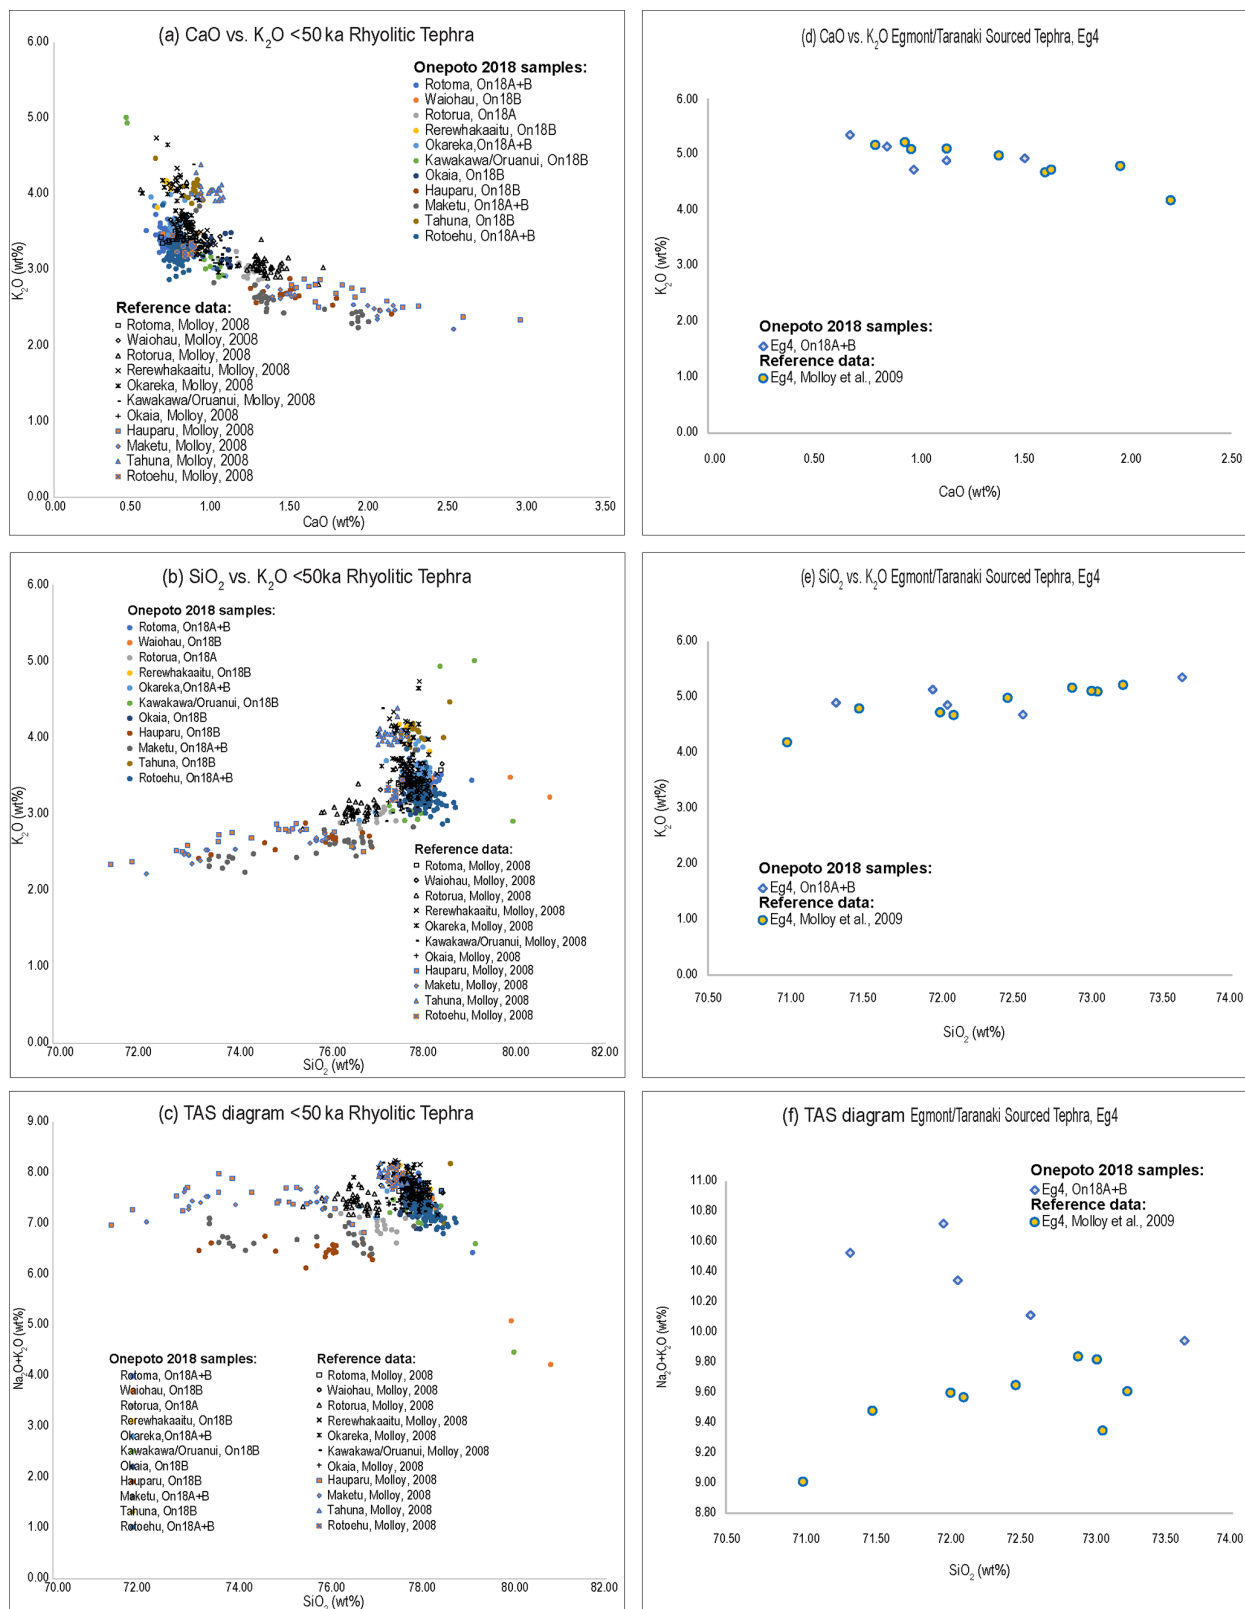 (a) CaO vs. K2O <50 ka Rhyolitic Tephra
6.00
5.00
4.00
3.00
2.00
1.00
0.00
K2O (wt%)
Onepoto 2018 samples:
Rotoma, On18A+B
Waiohau, On18B
Rotorua, On18A
Rerewhakaaitu, On18B
Okareka,On18A+B
Kawakawa/Oruanui, On18B
Okaia, On18B
Hauparu, On18B
Maketu, On18A+B
Tahuna, On18B
Rotoehu, On18A+B
Reference data:
Rotoma, Molloy, 2008
Waiohau, Molloy, 2008
Rotorua, Molloy, 2008
Rerewhakaaitu, Molloy, 2008
Okareka, Molloy, 2008
Kawakawa/Oruanui, Molloy, 2008
Okaia, Molloy, 2008
Hauparu, Molloy, 2008
Maketu, Molloy, 2008
Tahuna, Molloy, 2008
Rotoehu, Molloy, 2008
0.00 0.50 1.00 1.50 2.00 2.50 3.00 3.50
CaO (wt%)
(d) CaO vs. K2O Egmont/Taranaki Sourced Tephra, Eg4
6.00
5.00
4.00
3.00
2.00
1.00
0.00
K2O (wt%)
Onepoto 2018 samples:
Eg4, On18A+B
Reference data:
Eg4, Molloy et al., 2009
0.00 0.50 1.00 1.50 2.00 2.50
CaO (wt%)
(b) SiO2 vs. K2O <50ka Rhyolitic Tephra
6.00
5.00
4.00
3.00
2.00
1.00
0.00
K2O (wt%)
Onepoto 2018 samples:
Rotoma, On18A+B
Waiohau, On18B
Rotorua, On18A
Rerewhakaaitu, On18B
Okareka,On18A+B
Kawakawa/Oruanui, On18B
Okaia, On18B
Hauparu, On18B
Maketu, On18A+B
Tahuna, On18B
Rotoehu, On18A+B
Reference data:
Rotoma, Molloy, 2008
Waiohau, Molloy, 2008
Rotorua, Molloy, 2008
Rerewhakaaitu, Molloy, 2008
Okareka, Molloy, 2008
Kawakawa/Oruanui, Molloy, 2008
Okaia, Molloy, 2008
Hauparu, Molloy, 2008
Maketu, Molloy, 2008
Tahuna, Molloy, 2008
Rotoehu, Molloy, 2008
70.00 72.00 74.00 76.00 78.00 80.00 82.00
SiO2 (wt%)
(e) SiO2 vs. K2O Egmont/Taranaki Sourced Tephra, Eg4
6.00
5.00
4.00
3.00
2.00
1.00
0.00
K2O (wt%)
Onepoto 2018 samples:
Eg4, On18A+B
Reference data:
Eg4, Molloy et al., 2009
70.50 71.00 71.50 72.00 72.50 73.00 73.50 74.00
SiO2 (wt%)
(c) TAS diagram <50 ka Rhyolitic Tephra
9.00
8.00
7.00
6.00
5.00
4.00
3.00
2.00
1.00
0.00
Na2O+K2O (wt%)
Onepoto 2018 samples:
Rotoma, On18A+B
Waiohau, On18B
Rotorua, On18A
Rerewhakaaitu, On18B
Okareka,On18A+B
Kawakawa/Oruanui, On18B
Okaia, On18B
Hauparu, On18B
Maketu, On18A+B
Tahuna, On18B
Rotoehu, On18A+B
Reference data:
Rotoma, Molloy, 2008
Waiohau, Molloy, 2008
Rotorua, Molloy, 2008
Rerewhakaaitu, Molloy, 2008
Okareka, Molloy, 2008
Kawakawa/Oruanui, Molloy, 2008
Okaia, Molloy, 2008
Hauparu, Molloy, 2008
Maketu, Molloy, 2008
Tahuna, Molloy, 2008
Rotoehu, Molloy, 2008
70.00 72.00 74.00 76.00 78.00 80.00 82.00
SiO2 (wt%)
(f) TAS diagram Egmont/Taranaki Sourced Tephra, Eg4
Onepoto 2018 samples:
Eg4, On18A+B
Reference data:
Eg4, Molloy et al., 2009
11.00
10.80
10.60
10.40
10.20
10.00
9.80
9.60
9.40
9.20
9.00
8.80
Na2O+K2O (wt%)
70.50 71.00 71.50 72.00 72.50 73.00 73.50 74.00
SiO2 (wt%)